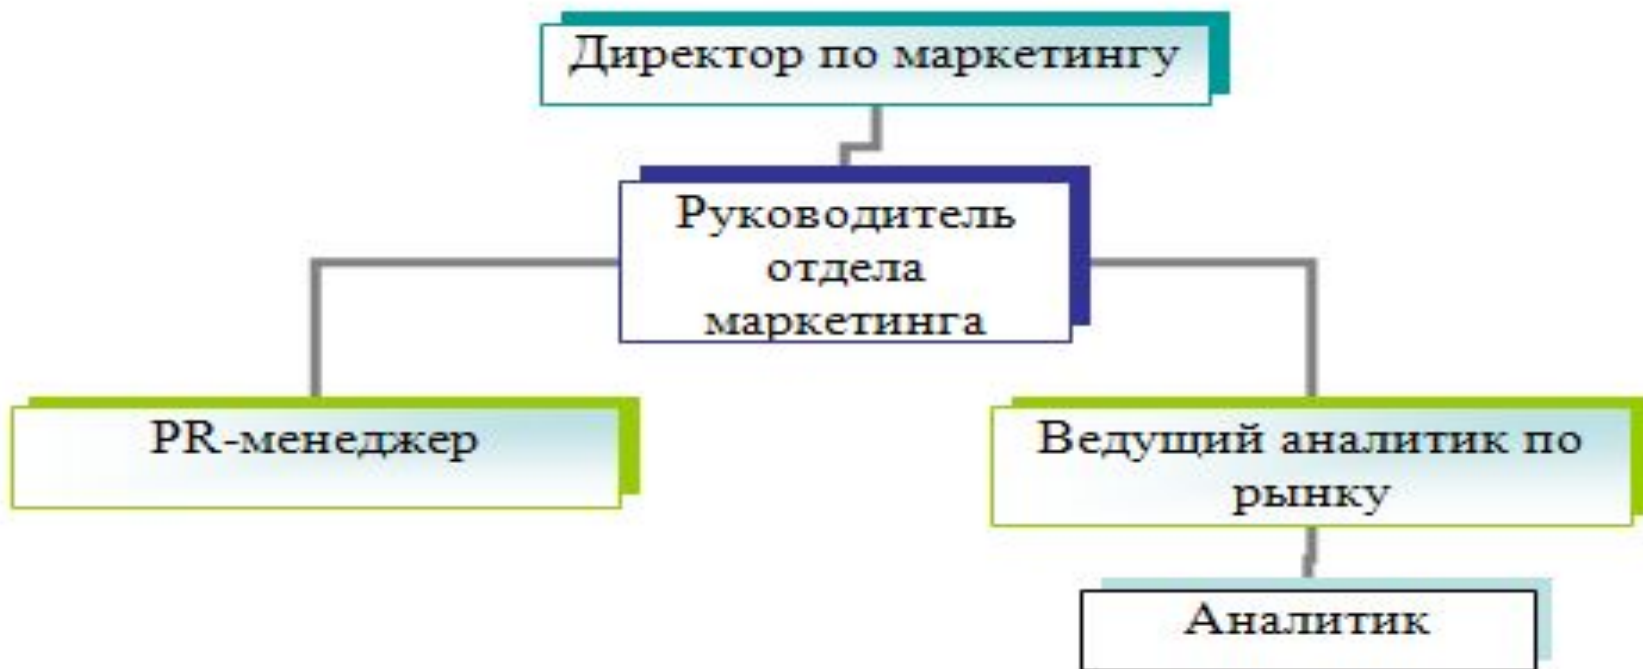 Директор по маркетингу
Руководитель
отдела
маркетинга
PR-менеджер
Ведущий аналитик по
рынку
Аналитик